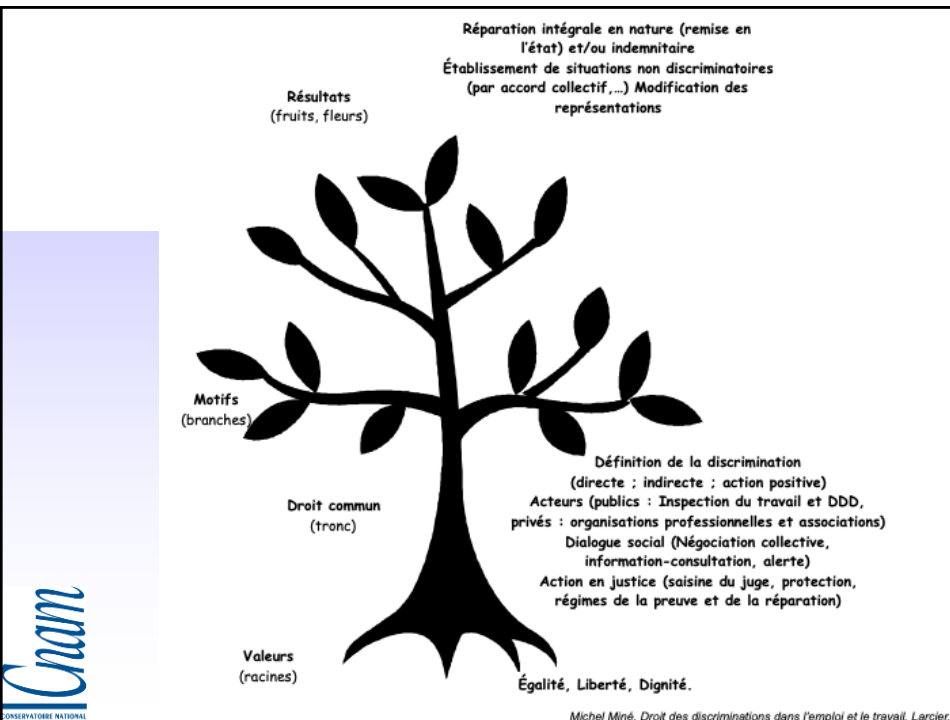 Réparation intégrale en nature (remise en
l'état) et/ou indemnitaire
Établissement de situations non discriminatoires
(par accord collectif,…) Modification des
représentations
Résultats
(fruits, fleurs)
Motifs
(branches)
Définition de la discrimination
(directe ; indirecte ; action positive)
Acteurs (publics : Inspection du travail et DDD,
privés : organisations professionnelles et associations)
Dialogue social (Négociation collective,
information-consultation, alerte)
Action en justice (saisine du juge, protection,
régimes de la preuve et de la réparation)
Droit commun
(tronc)
Valeurs
(racines)
Égalité, Liberté, Dignité.
Cnam
CONSERVATOIRE NATIONAL
Michel Miné, Droit des discriminations dans l'emploi et le travail, Larcier,